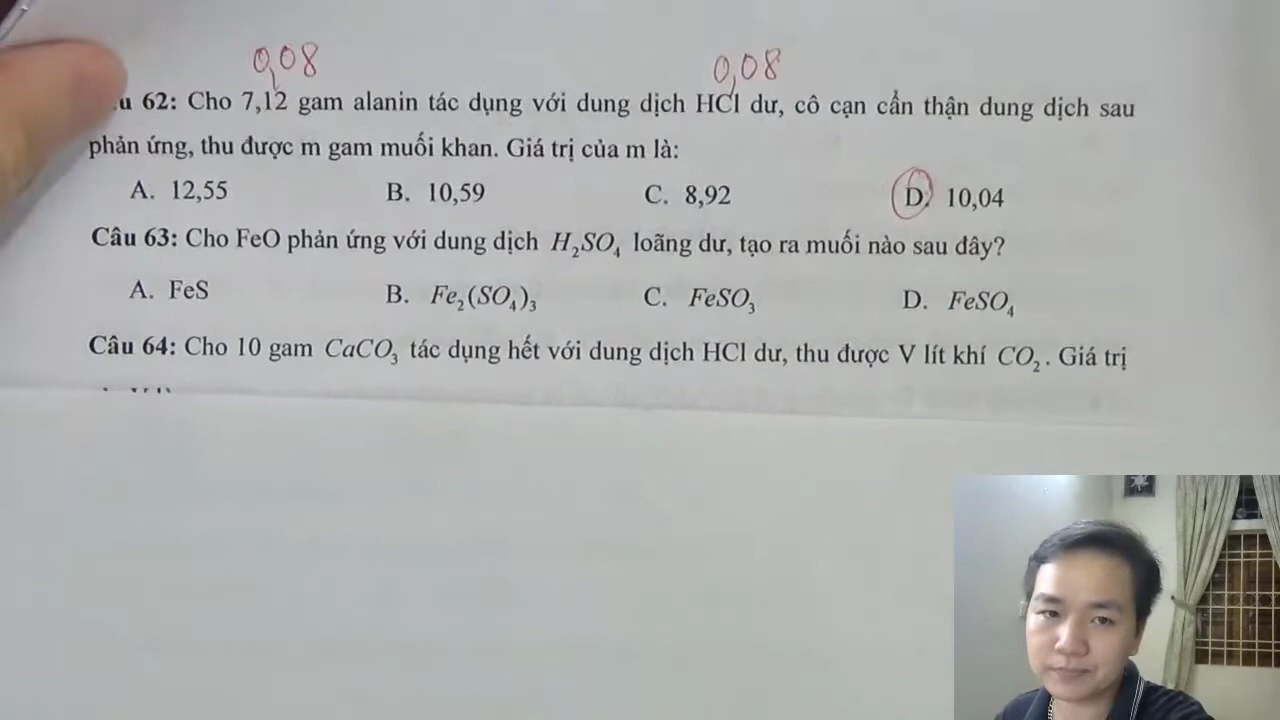 0,08 0,08
u 62: Cho 7,12 gam alanin tác dụng với dung dịch HCl dư, cô cạn cẩn thận dung dịch sau
phản ứng, thu được m gam muối khan. Giá trị của m là:
A. 12,55 B. 10,59 C. 8,92 D. 10,04
Câu 63: Cho FeO phản ứng với dung dịch H₂SO₄ loãng dư, tạo ra muối nào sau đây?
A. FeS B. Fe₂(SO₄)₃ C. FeSO₃ D. FeSO₄
Câu 64: Cho 10 gam CaCO₃ tác dụng hết với dung dịch HCl dư, thu được V lít khí CO₂. Giá trị